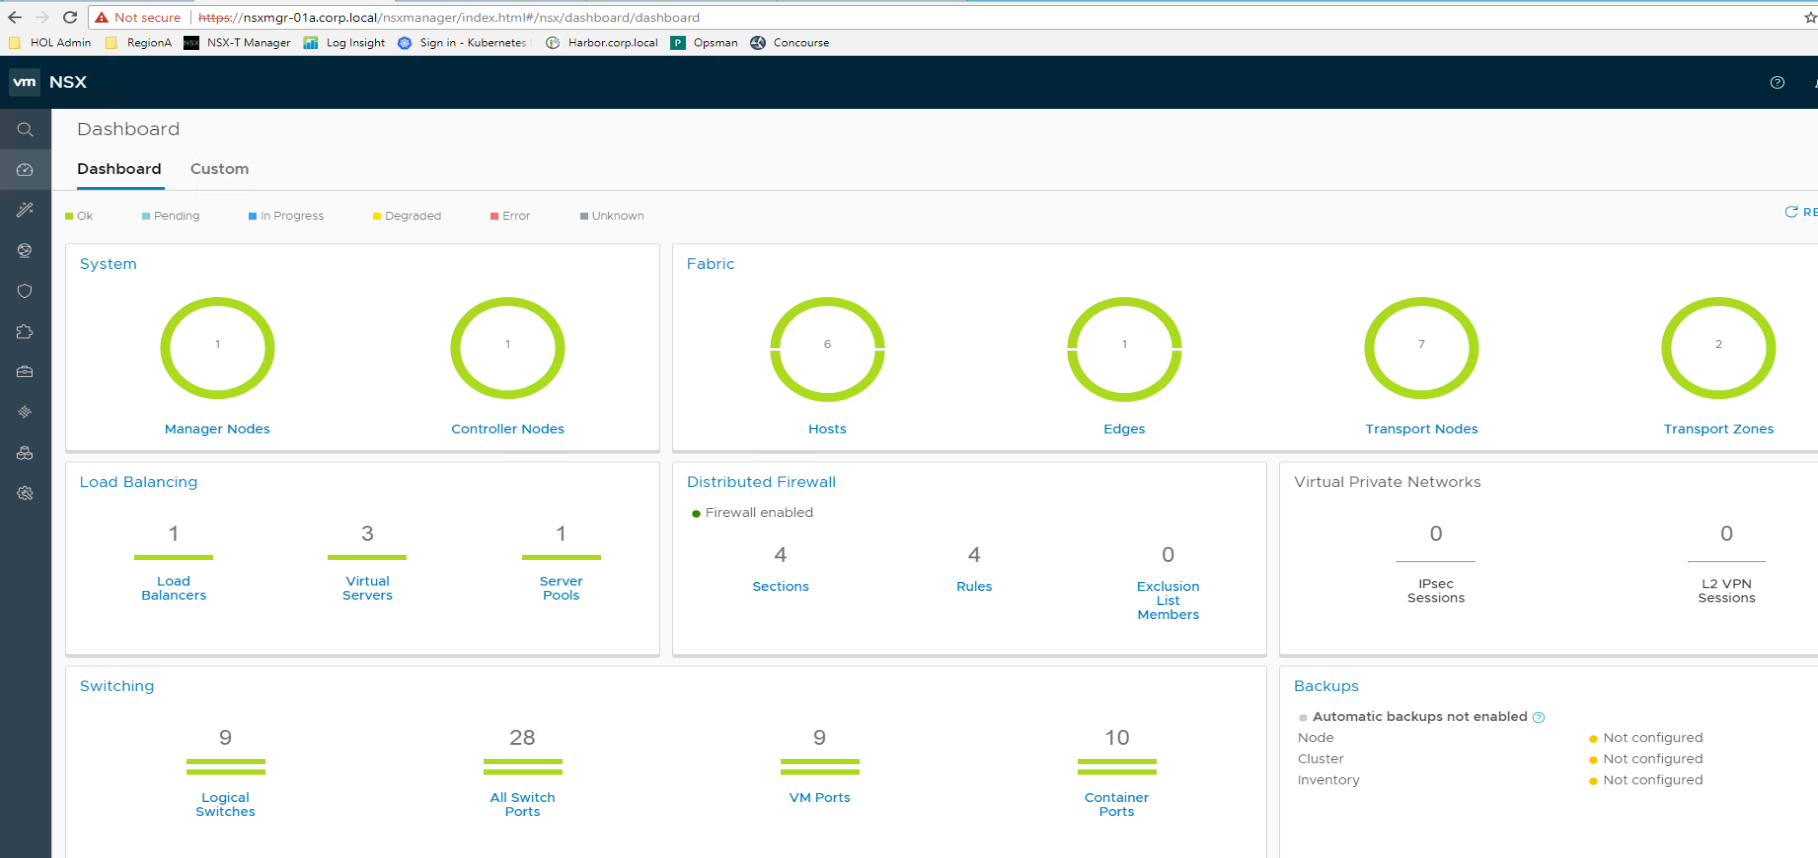 Not secure | https://nsxmgr-01a.corp.local/nsxmanager/index.html#/nsx/dashboard/dashboard
HOL Admin RegionA NSX NSX-T Manager Log Insight Sign in - Kubernetes Harbor.corp.local P Opsman Concourse
vm NSX
Dashboard
Dashboard Custom
Ok Pending In Progress Degraded Error Unknown RE
System
1 1
Manager Nodes Controller Nodes
Fabric
6 1 7 2
Hosts Edges Transport Nodes Transport Zones
Load Balancing
1 3 1
Load Virtual Server
Balancers Servers Pools
Distributed Firewall
Firewall enabled
4 4 0
Sections Rules Exclusion
List
Members
Virtual Private Networks
0 0
IPsec L2 VPN
Sessions Sessions
Switching
9 28 9 10
Logical All Switch VM Ports Container
Switches Ports Ports
Backups
Automatic backups not enabled ?
Node Not configured
Cluster Not configured
Inventory Not configured